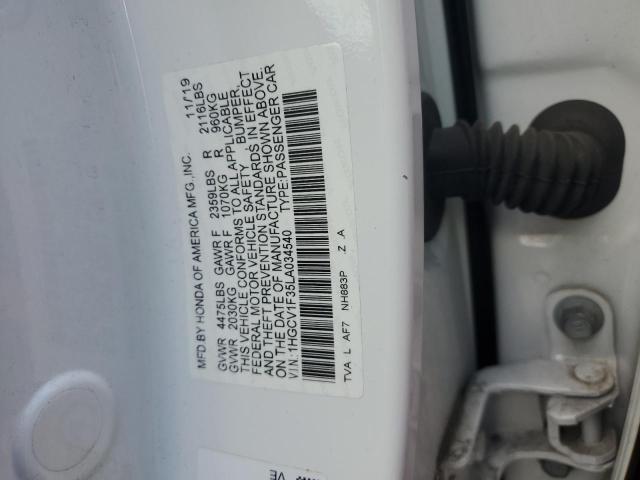 MFD BY HONDA OF AMERICA MFG.,INC. 11/19
GVWR 4475LBS GAWR F 2359LBS R 2116LBS
GVWR 2030KG GAWR F 1070KG R 960KG
THIS VEHICLE CONFORMS TO ALL APPLICABLE
FEDERAL MOTOR VEHICLE SAFETY, BUMPER,
AND THEFT PREVENTION STANDARDS IN EFFECT
ON THE DATE OF MANUFACTURE SHOWN ABOVE.
V.I.N.:1HGCV1F35LA034540 TYPE:PASSENGER CAR
TVA L AF7 NH883P Z .A
VE